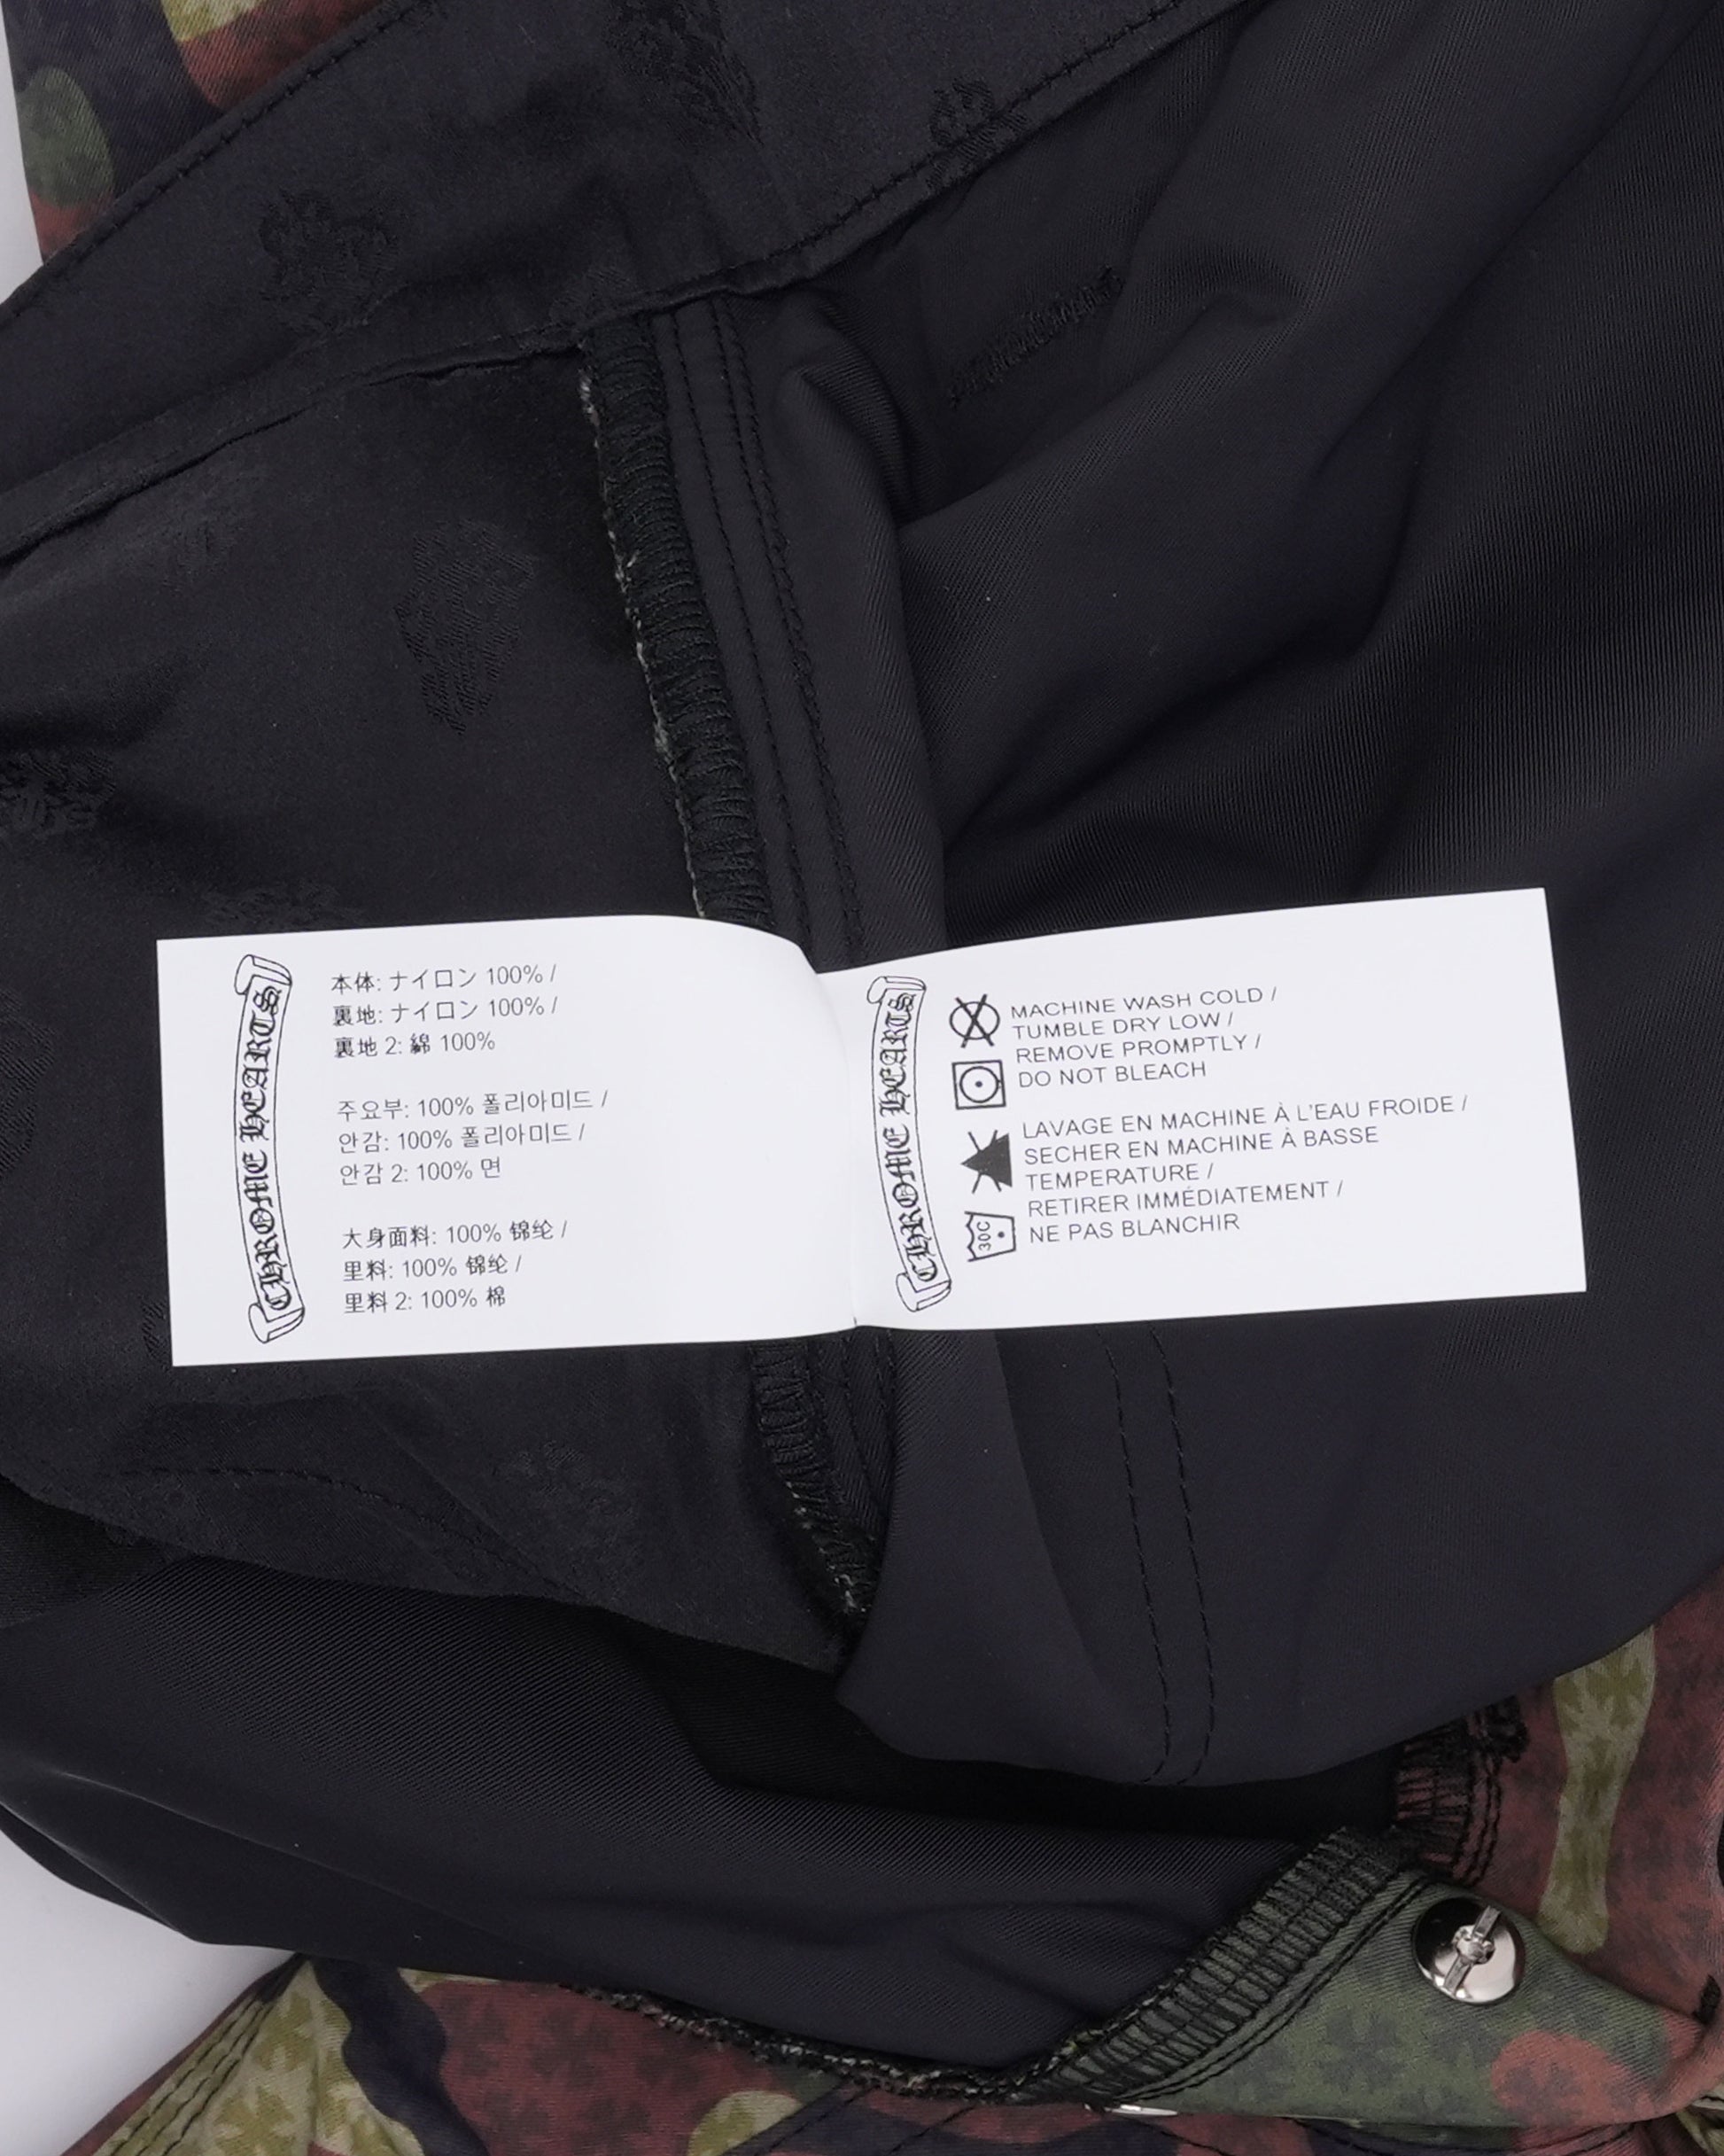 CHROME HEARTS
本体: ナイロン 100% /
裏地: ナイロン 100% /
裏地 2: 綿 100%
주요부: 100% 폴리아미드 /
안감: 100% 폴리아미드 /
안감 2: 100% 면
大身面料: 100% 锦纶 /
里料: 100% 锦纶 /
里料 2: 100% 棉
CHROME HEARTS
MACHINE WASH COLD /
TUMBLE DRY LOW /
REMOVE PROMPTLY /
DO NOT BLEACH
LAVAGE EN MACHINE À L'EAU FROIDE /
SECHER EN MACHINE À BASSE
TEMPERATURE /
RETIRER IMMÉDIATEMENT /
NE PAS BLANCHIR
30C